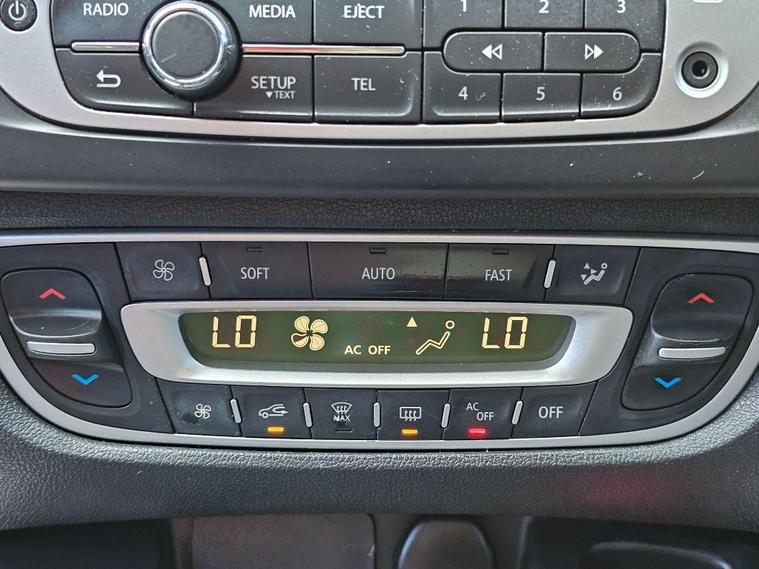 RADIO MEDIA EJECT 1 2 3
SETUP TEL 4 5 6
▼TEXT
SOFT AUTO FAST
LO AC OFF LO
MAX AC OFF OFF